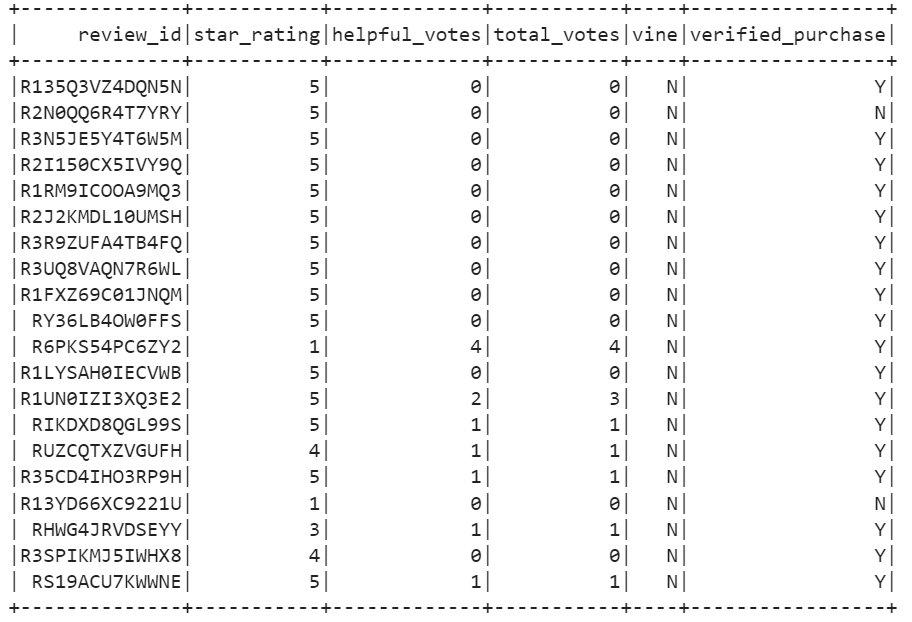 +--------------+-----------+-------------+-----------+----+-----------------+
|     review_id|star_rating|helpful_votes|total_votes|vine|verified_purchase|
+--------------+-----------+-------------+-----------+----+-----------------+
|R135Q3VZ4DQN5N|          5|            0|          0|   N|                Y|
|R2N0QQ6R4T7YRY|          5|            0|          0|   N|                N|
|R3N5JE5Y4T6W5M|          5|            0|          0|   N|                Y|
|R2I150CX5IVY9Q|          5|            0|          0|   N|                Y|
|R1RM9ICOOA9MQ3|          5|            0|          0|   N|                Y|
|R2J2KMDL10UMSH|          5|            0|          0|   N|                Y|
|R3R9ZUFA4TB4FQ|          5|            0|          0|   N|                Y|
|R3UQ8VAQN7R6WL|          5|            0|          0|   N|                Y|
|R1FXZ69C01JNQM|          5|            0|          0|   N|                Y|
| RY36LB4OW0FFS|          5|            0|          0|   N|                Y|
| R6PKS54PC6ZY2|          1|            4|          4|   N|                Y|
|R1LYSAH0IECVWB|          5|            0|          0|   N|                Y|
|R1UN0IZI3XQ3E2|          5|            2|          3|   N|                Y|
| RIKDXD8QGL99S|          5|            1|          1|   N|                Y|
| RUZCQTXZVGUFH|          4|            1|          1|   N|                Y|
|R35CD4IHO3RP9H|          5|            1|          1|   N|                Y|
|R13YD66XC9221U|          1|            0|          0|   N|                N|
| RHWG4JRVDSEYY|          3|            1|          1|   N|                Y|
|R3SPIKMJ5IWHX8|          4|            0|          0|   N|                Y|
| RS19ACU7KWWNE|          5|            1|          1|   N|                Y|
+--------------+-----------+-------------+-----------+----+-----------------+